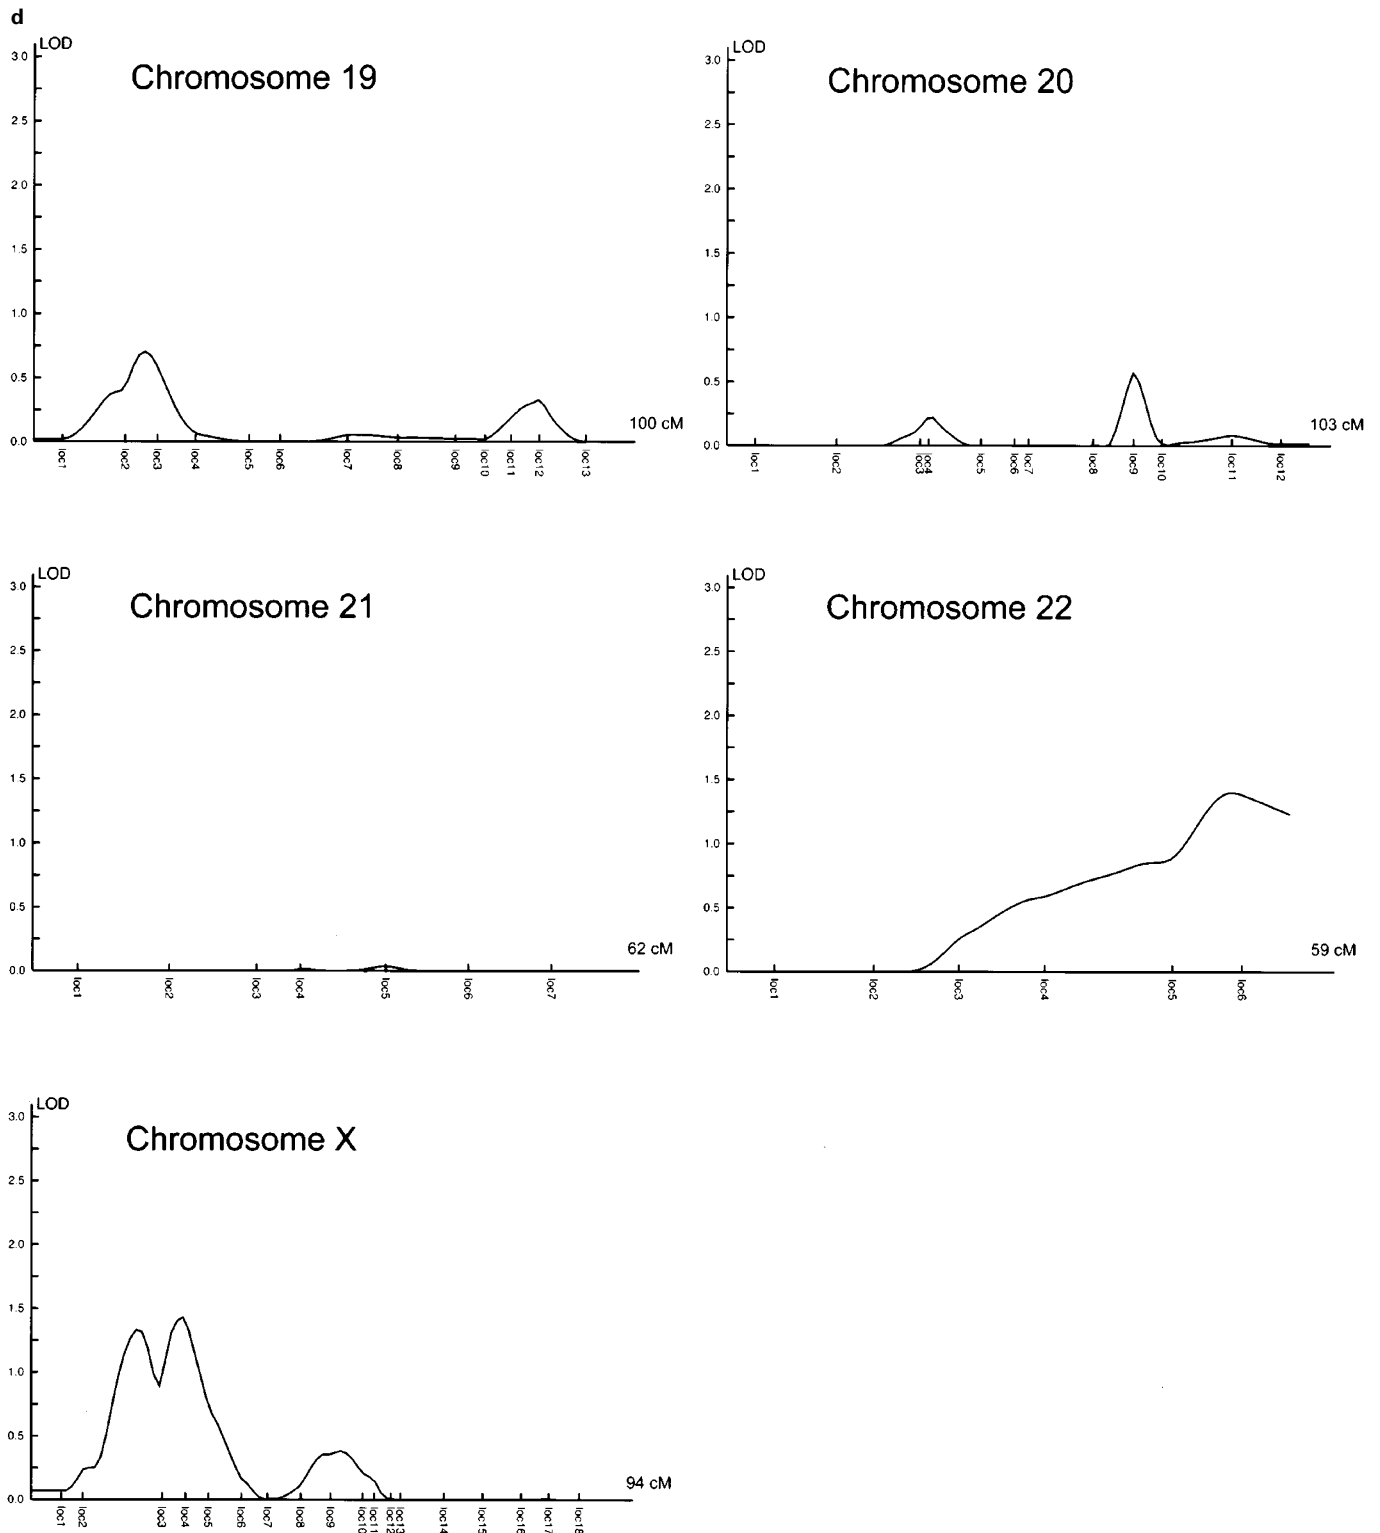 d
LOD
3.0
Chromosome 19
2.5
2.0
1.5
1.0
0.5
100 cM
0.0
loc1 loc2 loc3 loc4 loc5 loc6 loc7 loc8 loc9 loc10 loc11 loc12 loc13
LOD
3.0
Chromosome 20
2.5
2.0
1.5
1.0
0.5
103 cM
0.0
loc1 loc2 loc3 loc4 loc5 loc6 loc7 loc8 loc9 loc10 loc11 loc12
LOD
3.0
Chromosome 21
2.5
2.0
1.5
1.0
0.5
62 cM
0.0
loc1 loc2 loc3 loc4 loc5 loc6 loc7
LOD
3.0
Chromosome 22
2.5
2.0
1.5
1.0
0.5
59 cM
0.0
loc1 loc2 loc3 loc4 loc5 loc6
LOD
3.0
Chromosome X
2.5
2.0
1.5
1.0
0.5
94 cM
0.0
loc1 loc2 loc3 loc4 loc5 loc6 loc7 loc8 loc9 loc10 loc11 loc12 loc13 loc14 loc15 loc16 loc17 loc18